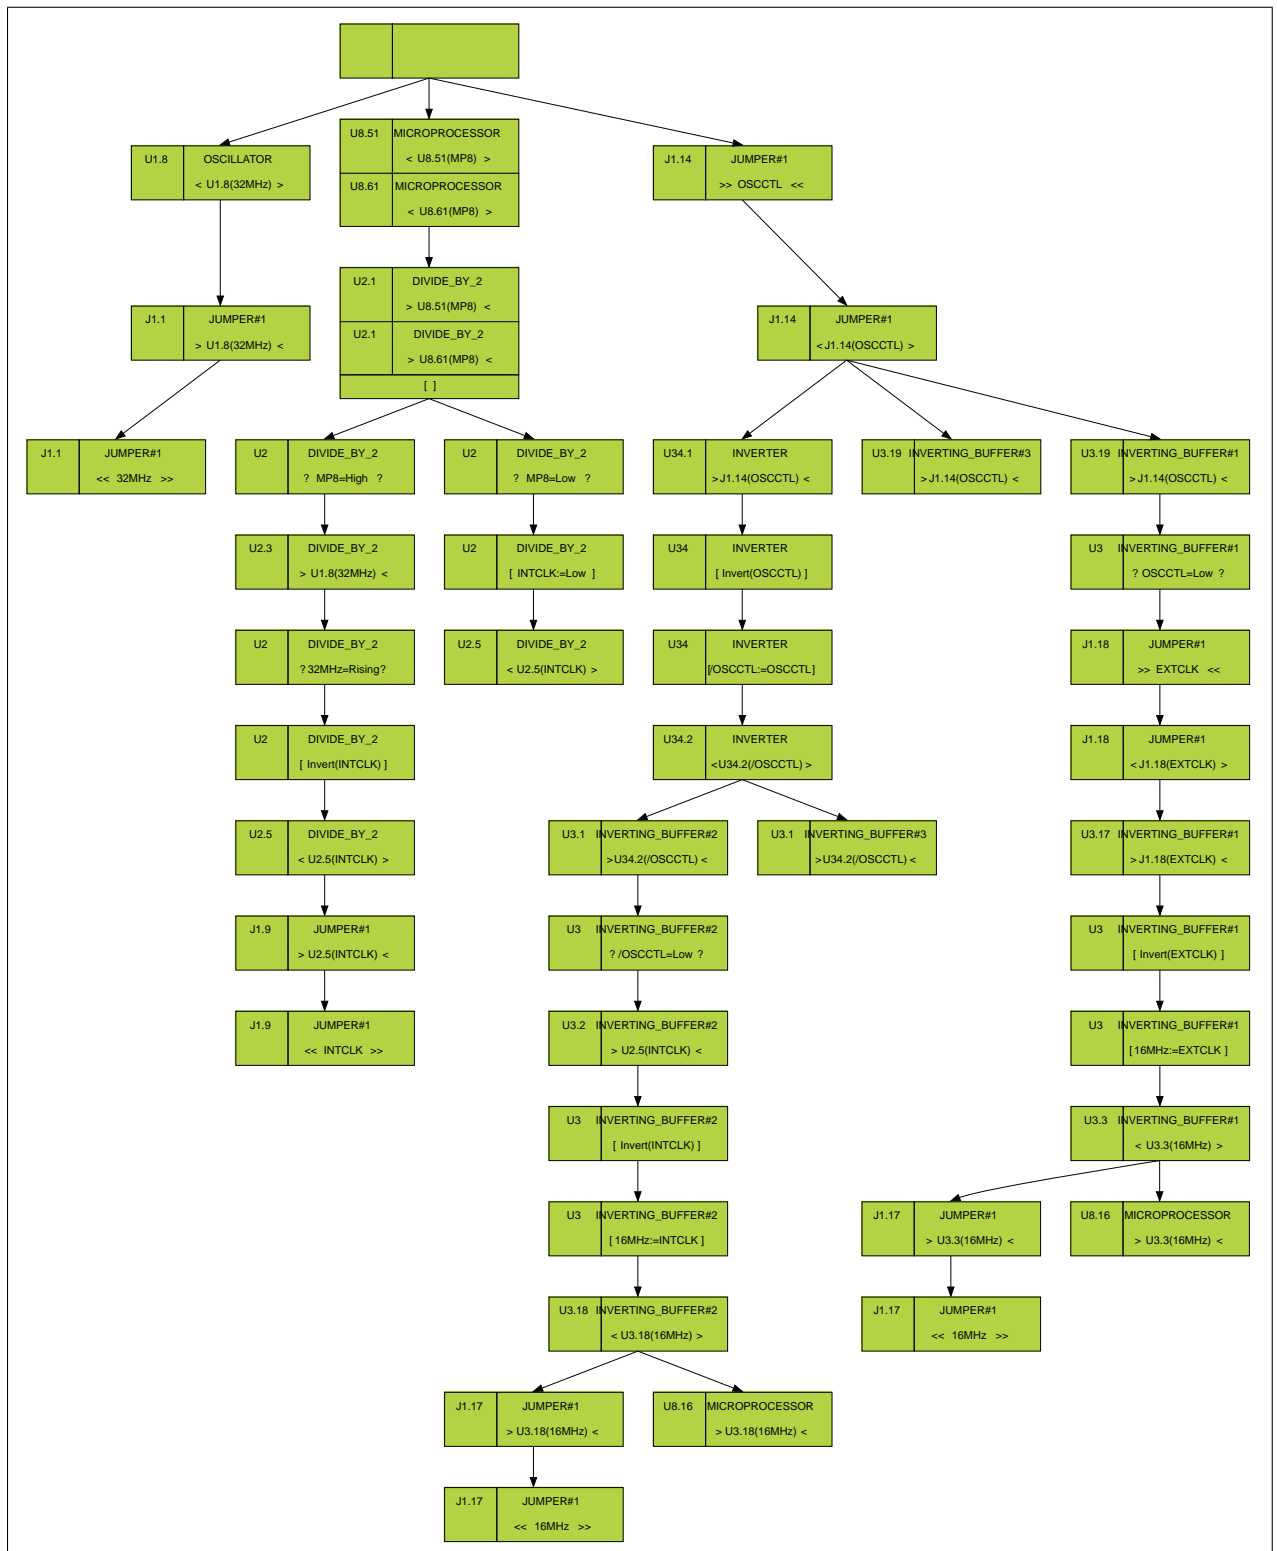 U8.51 MICROPROCESSOR
< U8.51(MP8) >
U8.61 MICROPROCESSOR
< U8.61(MP8) >
U1.8 OSCILLATOR
< U1.8(32MHz) >
J1.14 JUMPER#1
>> OSCCTL <<
U2.1 DIVIDE_BY_2
> U8.51(MP8) <
U2.1 DIVIDE_BY_2
> U8.61(MP8) <
[ ]
J1.1 JUMPER#1
> U1.8(32MHz) <
J1.14 JUMPER#1
< J1.14(OSCCTL) >
J1.1 JUMPER#1
<< 32MHz >>
U2 DIVIDE_BY_2
? MP8=High ?
U2 DIVIDE_BY_2
? MP8=Low ?
U34.1 INVERTER
> J1.14(OSCCTL) <
U3.19 INVERTING_BUFFER#3
> J1.14(OSCCTL) <
U3.19 INVERTING_BUFFER#1
> J1.14(OSCCTL) <
U2.3 DIVIDE_BY_2
> U1.8(32MHz) <
U2 DIVIDE_BY_2
[ INTCLK:=Low ]
U34 INVERTER
[ Invert(OSCCTL) ]
U3 INVERTING_BUFFER#1
? OSCCTL=Low ?
U2 DIVIDE_BY_2
? 32MHz=Rising ?
U2.5 DIVIDE_BY_2
< U2.5(INTCLK) >
U34 INVERTER
[/OSCCTL:=OSCCTL]
J1.18 JUMPER#1
>> EXTCLK <<
U2 DIVIDE_BY_2
[ Invert(INTCLK) ]
U34.2 INVERTER
<U34.2(/OSCCTL) >
J1.18 JUMPER#1
< J1.18(EXTCLK) >
U2.5 DIVIDE_BY_2
< U2.5(INTCLK) >
U3.1 INVERTING_BUFFER#2
>U34.2(/OSCCTL) <
U3.1 INVERTING_BUFFER#3
>U34.2(/OSCCTL) <
U3.17 INVERTING_BUFFER#1
> J1.18(EXTCLK) <
J1.9 JUMPER#1
> U2.5(INTCLK) <
U3 INVERTING_BUFFER#2
? /OSCCTL=Low ?
U3 INVERTING_BUFFER#1
[ Invert(EXTCLK) ]
J1.9 JUMPER#1
<< INTCLK >>
U3.2 INVERTING_BUFFER#2
> U2.5(INTCLK) <
U3 INVERTING_BUFFER#1
[ 16MHz:=EXTCLK ]
U3 INVERTING_BUFFER#2
[ Invert(INTCLK) ]
U3.3 INVERTING_BUFFER#1
< U3.3(16MHz) >
U3 INVERTING_BUFFER#2
[ 16MHz:=INTCLK ]
J1.17 JUMPER#1
> U3.3(16MHz) <
U8.16 MICROPROCESSOR
> U3.3(16MHz) <
U3.18 INVERTING_BUFFER#2
< U3.18(16MHz) >
J1.17 JUMPER#1
<< 16MHz >>
J1.17 JUMPER#1
> U3.18(16MHz) <
U8.16 MICROPROCESSOR
> U3.18(16MHz) <
J1.17 JUMPER#1
<< 16MHz >>